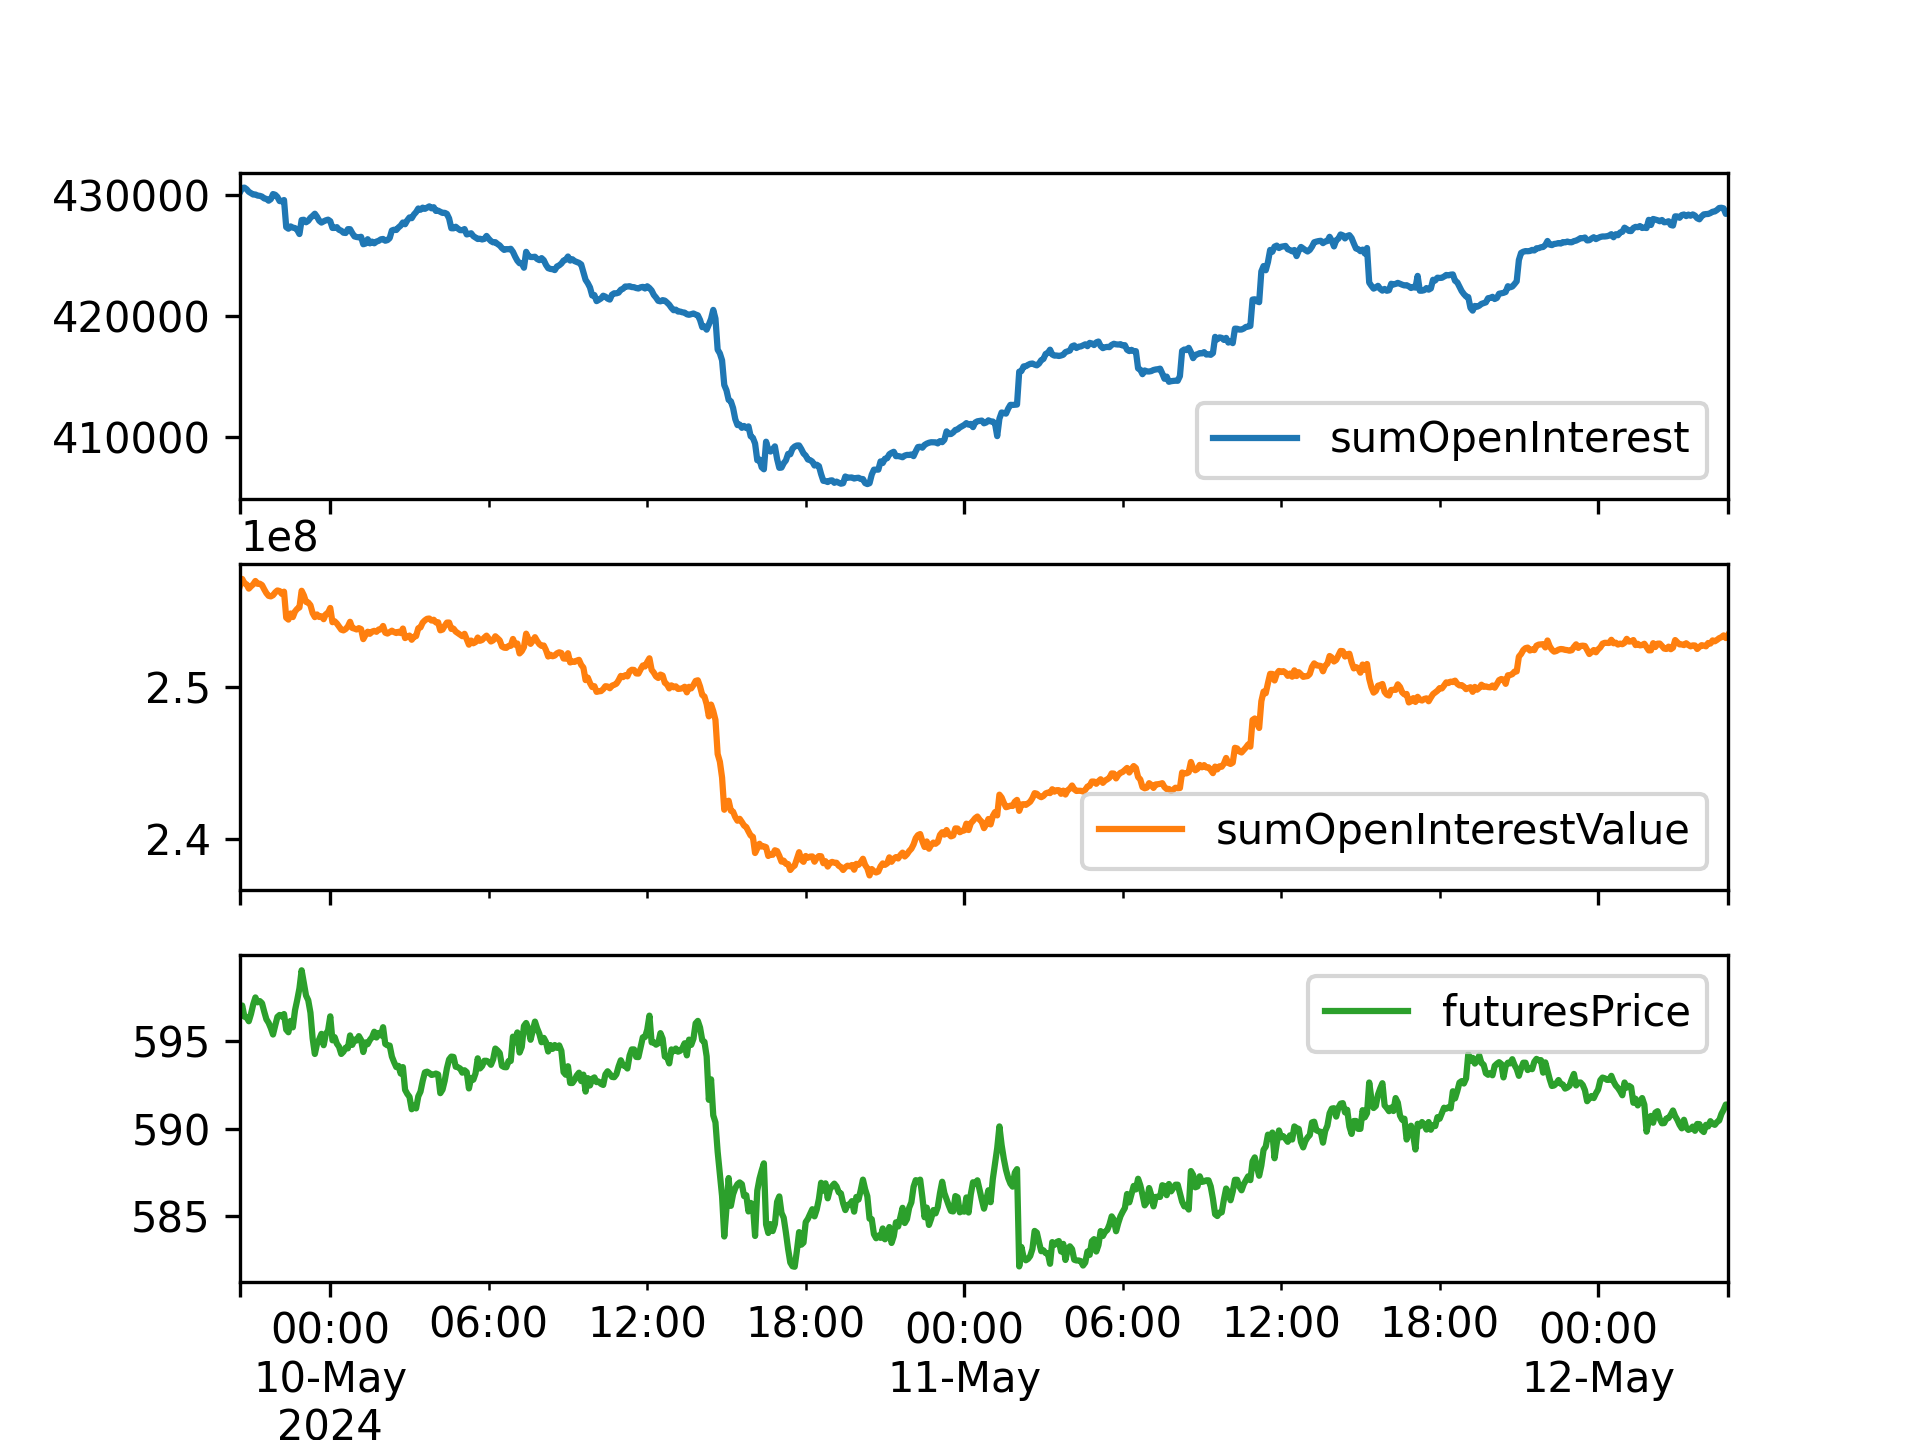 430000
420000
410000
sumOpenInterest
1e8
2.5
2.4
sumOpenInterestValue
595
590
585
futuresPrice
00:00 06:00 12:00 18:00 00:00 06:00 12:00 18:00 00:00
10-May 11-May 12-May
2024